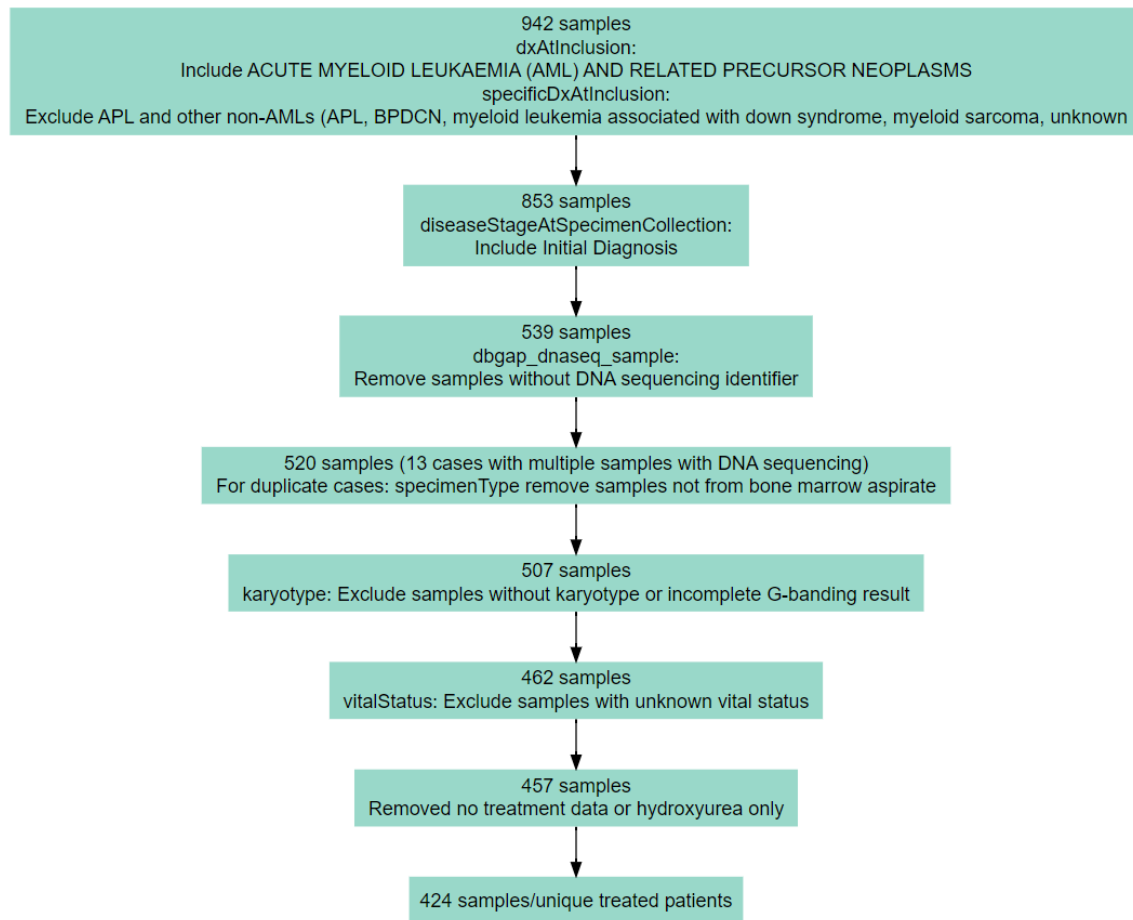 942 samples
dxAtInclusion:
Include ACUTE MYELOID LEUKAEMIA (AML) AND RELATED PRECURSOR NEOPLASMS
specificDxAtInclusion:
Exclude APL and other non-AMLs (APL, BPDCN, myeloid leukemia associated with down syndrome, myeloid sarcoma, unknown
853 samples
diseaseStageAtSpecimenCollection:
Include Initial Diagnosis
539 samples
dbgap_dnaseq_sample:
Remove samples without DNA sequencing identifier
520 samples (13 cases with multiple samples with DNA sequencing)
For duplicate cases: specimenType remove samples not from bone marrow aspirate
507 samples
karyotype: Exclude samples without karyotype or incomplete G-banding result
462 samples
vitalStatus: Exclude samples with unknown vital status
457 samples
Removed no treatment data or hydroxyurea only
424 samples/unique treated patients